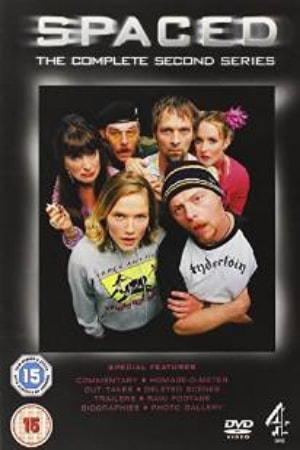 SPACED
THE COMPLETE SECOND SERIES
Undertoin
SPECIAL FEATURES
COMMENTARY • HOMAGE-O-METER
OUT-TAKES • DELETED SCENES
TRAILERS • RAW FOOTAGE
BIOGRAPHIES • PHOTO GALLERY
15
15
DVD
VIDEO
4